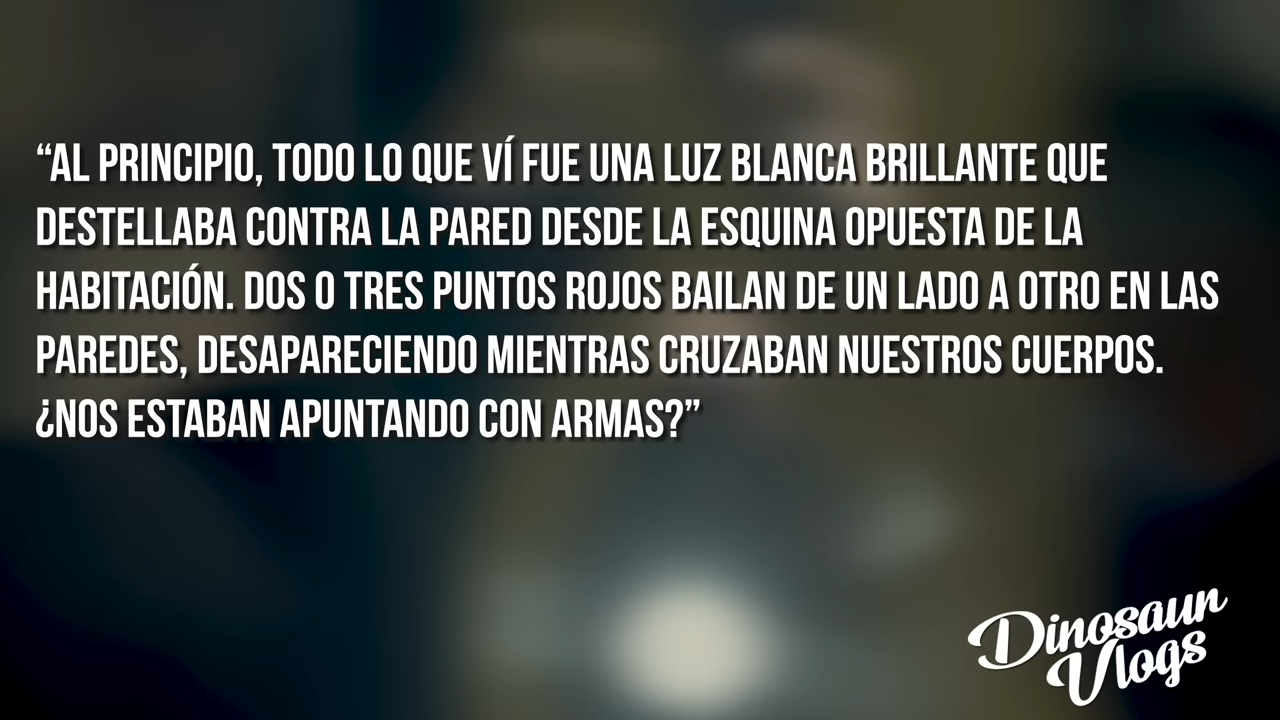 “AL PRINCIPIO, TODO LO QUE VÍ FUE UNA LUZ BLANCA BRILLANTE QUE
DESTELLABA CONTRA LA PARED DESDE LA ESQUINA OPUESTA DE LA
HABITACIÓN. DOS O TRES PUNTOS ROJOS BAILAN DE UN LADO A OTRO EN LAS
PAREDES, DESAPARECIENDO MIENTRAS CRUZABAN NUESTROS CUERPOS.
¿NOS ESTABAN APUNTANDO CON ARMAS?”
Dinosaur
Vlogs